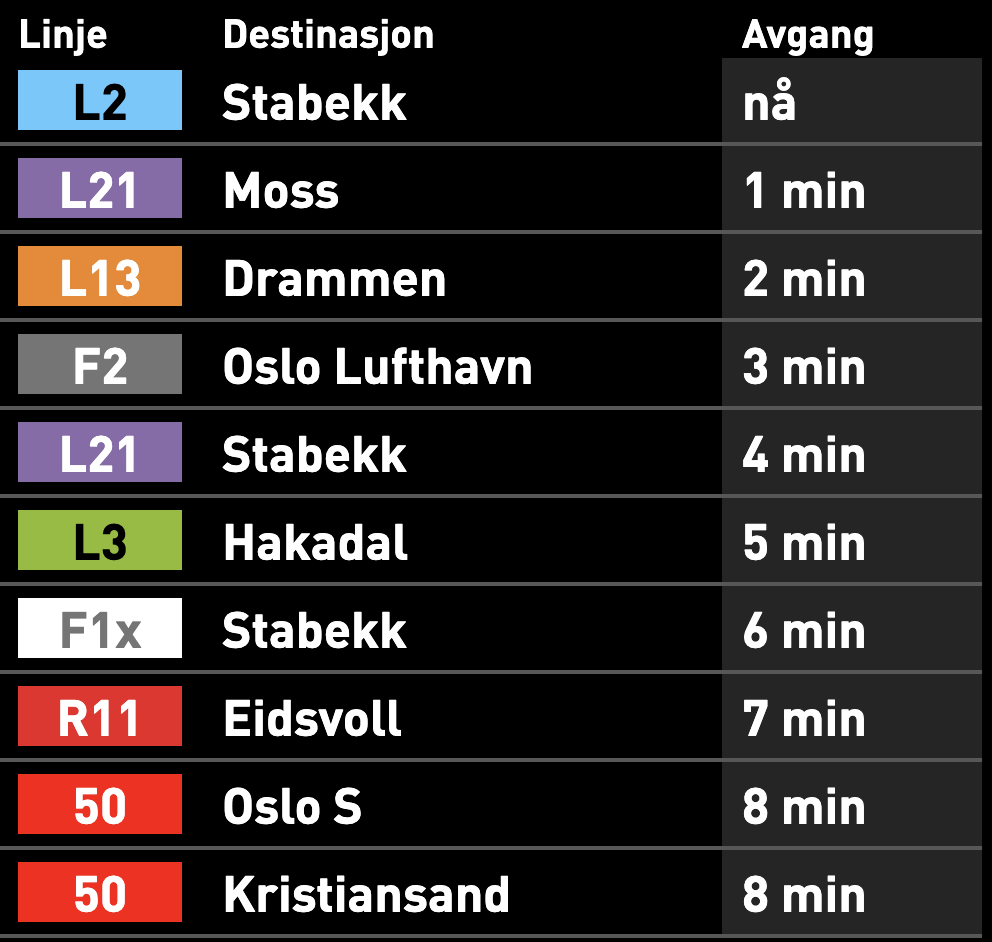 Linje Destinasjon Avgang
L2 Stabekk nå
L21 Moss 1 min
L13 Drammen 2 min
F2 Oslo Lufthavn 3 min
L21 Stabekk 4 min
L3 Hakadal 5 min
F1x Stabekk 6 min
R11 Eidsvoll 7 min
50 Oslo S 8 min
50 Kristiansand 8 min